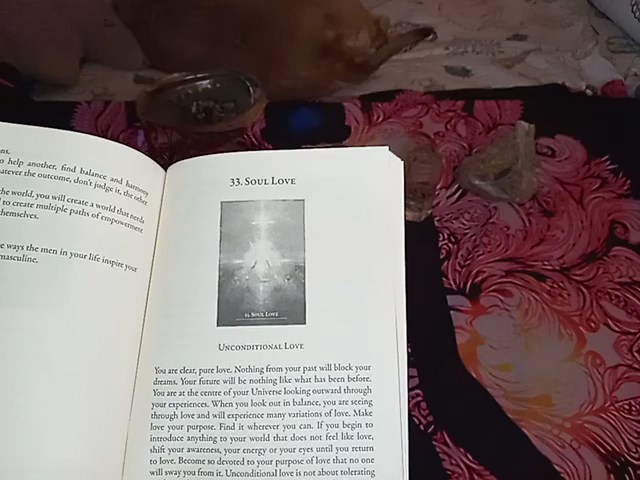 ns.
o help another, find balance and harmony
hatever the outcome, don't judge it, the other
the world, you will create a world that needs
d to create multiple paths of empowerment
themselves.
e ways the men in your life inspire your
masculine.
33. SOUL LOVE
33. SOUL LOVE
UNCONDITIONAL LOVE
You are clear, pure love. Nothing from your past will block your
dreams. Your future will be nothing like what has been before.
You are at the centre of your Universe looking outward through
your experiences. When you look out in balance, you are seeing
through love and will experience many variations of love. Make
love your purpose. Find it wherever you can. If you begin to
introduce anything to your world that does not feel like love,
shift your awareness, your energy or your eyes until you return
to love. Become so devoted to your purpose of love that no one
will sway you from it. Unconditional love is not about tolerating